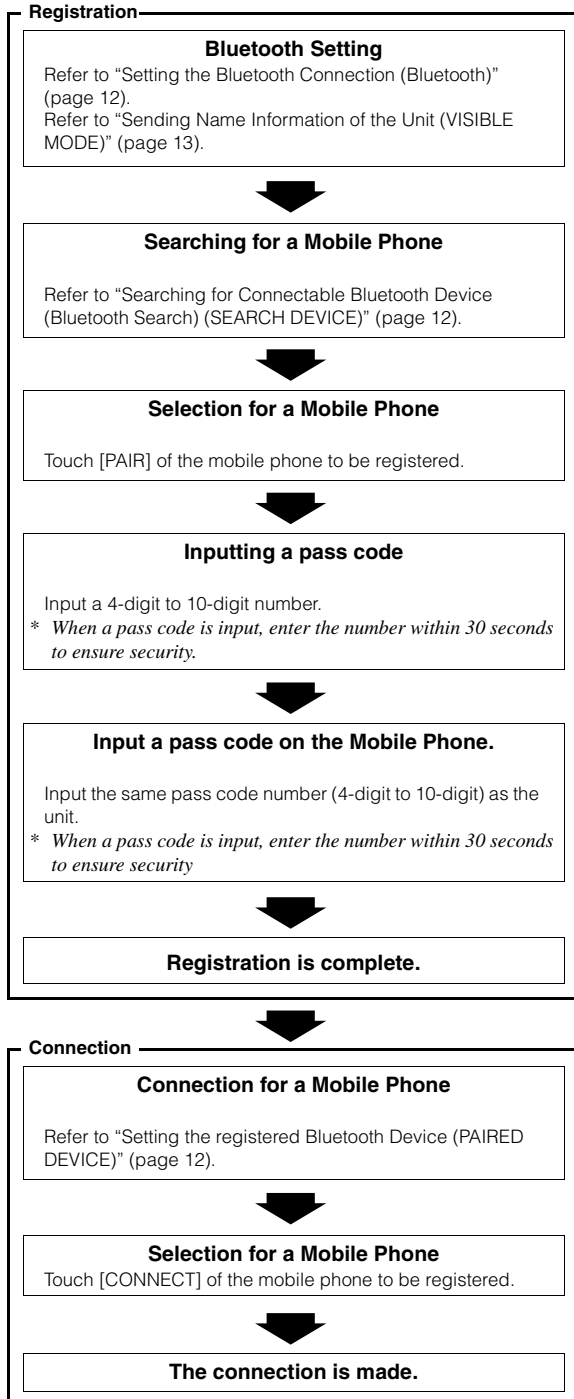 Registration
Bluetooth Setting
Refer to “Setting the Bluetooth Connection (Bluetooth)”
(page 12).
Refer to “Sending Name Information of the Unit (VISIBLE
MODE)” (page 13).
Searching for a Mobile Phone
Refer to “Searching for Connectable Bluetooth Device
(Bluetooth Search) (SEARCH DEVICE)” (page 12).
Selection for a Mobile Phone
Touch [PAIR] of the mobile phone to be registered.
Inputting a pass code
Input a 4-digit to 10-digit number.
* When a pass code is input, enter the number within 30 seconds
to ensure security.
Input a pass code on the Mobile Phone.
Input the same pass code number (4-digit to 10-digit) as the
unit.
* When a pass code is input, enter the number within 30 seconds
to ensure security
Registration is complete.
Connection
Connection for a Mobile Phone
Refer to “Setting the registered Bluetooth Device (PAIRED
DEVICE)” (page 12).
Selection for a Mobile Phone
Touch [CONNECT] of the mobile phone to be registered.
The connection is made.